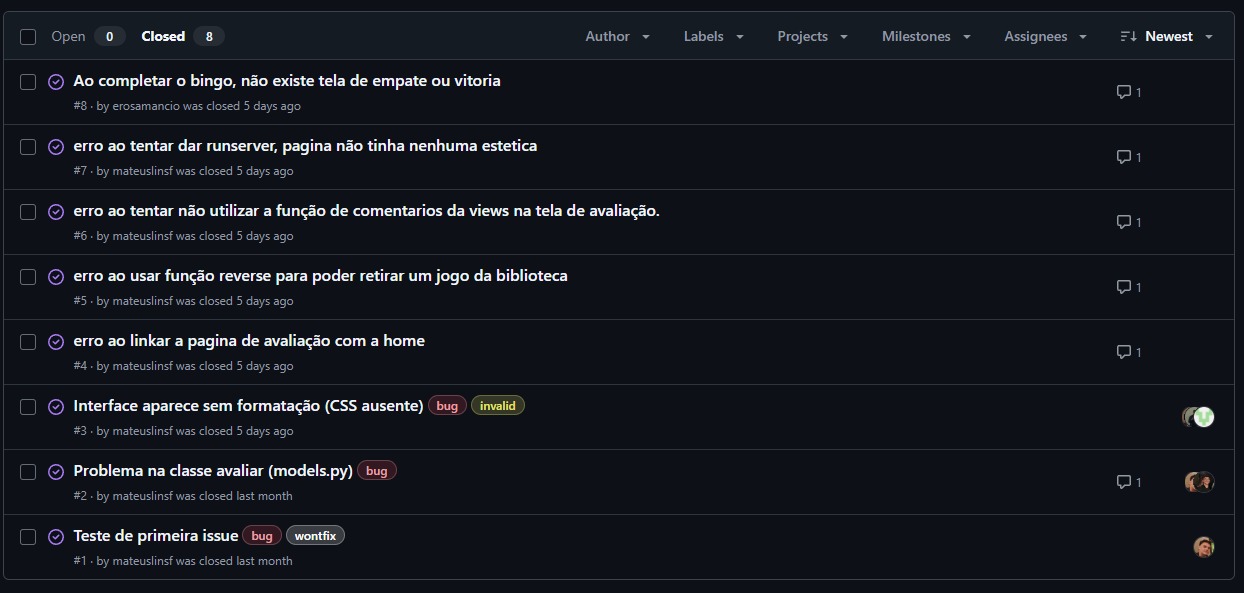 Open 0 Closed 8 Author Labels Projects Milestones Assignees Newest
Ao completar o bingo, não existe tela de empate ou vitoria
#8 · by erosamancio was closed 5 days ago
1
erro ao tentar dar runserver, pagina não tinha nenhuma estetica
#7 · by mateuslinsf was closed 5 days ago
1
erro ao tentar não utilizar a função de comentarios da views na tela de avaliação.
#6 · by mateuslinsf was closed 5 days ago
1
erro ao usar função reverse para poder retirar um jogo da biblioteca
#5 · by mateuslinsf was closed 5 days ago
1
erro ao linkar a pagina de avaliação com a home
#4 · by mateuslinsf was closed 5 days ago
1
Interface aparece sem formatação (CSS ausente) bug invalid
#3 · by mateuslinsf was closed 5 days ago
Problema na classe avaliar (models.py) bug
#2 · by mateuslinsf was closed last month
1
Teste de primeira issue bug wontfix
#1 · by mateuslinsf was closed last month